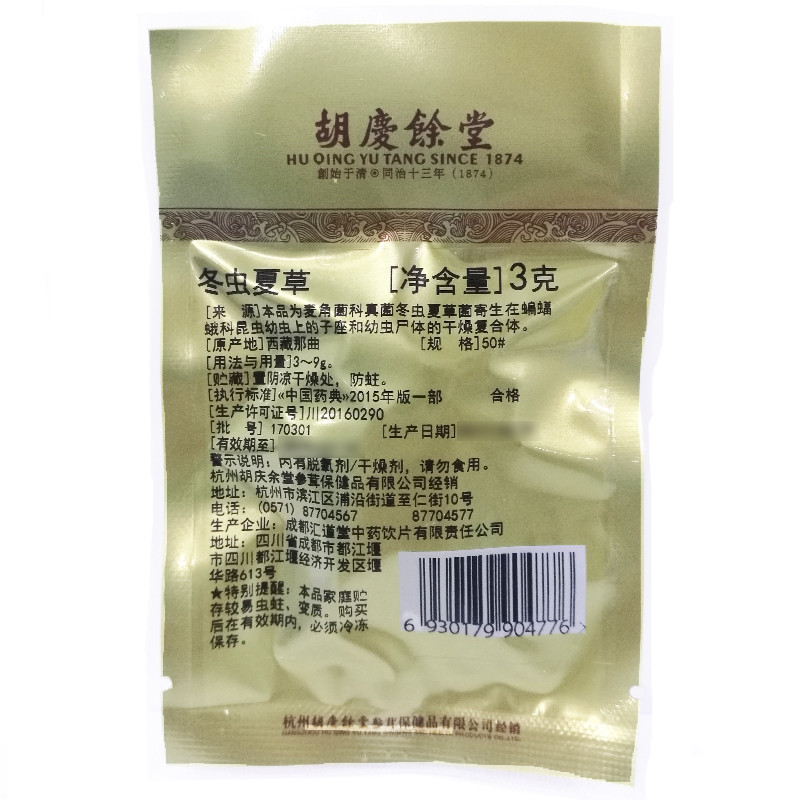 胡慶餘堂
HU QING YU TANG SINCE 1874
創始于清®同治十三年（1874）
冬虫夏草 [净含量]3克
[来 源]本品为麦角菌科真菌冬虫夏草菌寄生在蝙蝠
蛾科昆虫幼虫上的子座和幼虫尸体的干燥复合体。
[原产地]西藏那曲 [规 格]50#
[用法与用量]3～9g。
[贮藏]置阴凉干燥处，防蛀。
[执行标准]《中国药典》2015年版一部 合格
[生产许可证号]川20160290
[批 号] 170301 [生产日期]
[有效期至]
警示说明：内有脱氧剂/干燥剂，请勿食用。
杭州胡庆余堂参茸保健品有限公司经销
地址：杭州市滨江区浦沿街道至仁街10号
电话：(0571) 87704567 87704577
生产企业：成都汇道堂中药饮片有限责任公司
地址：四川省成都市都江堰
市四川都江堰经济开发区堰
华路613号
★特别提醒：本品家庭贮
存较易虫蛀、变质。购买
后在有效期内，必须冷冻
保存。
6 930179 904776 >
杭州胡慶餘堂参茸保健品有限公司经销